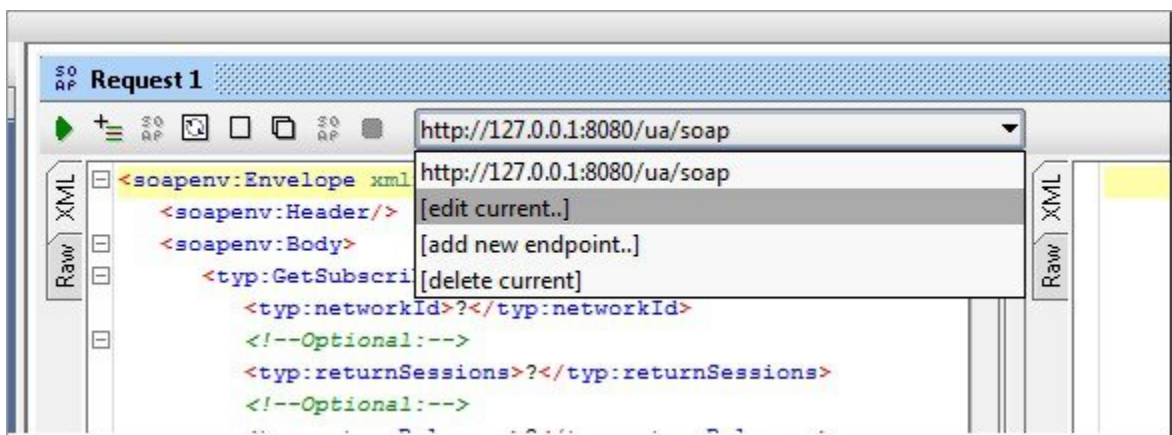 SO
AP Request 1
SO
AP
SO
AP
http://127.0.0.1:8080/ua/soap
http://127.0.0.1:8080/ua/soap
[edit current..]
[add new endpoint..]
[delete current]
XML
Raw
<soapenv:Envelope xml
<soapenv:Header/>
<soapenv:Body>
<typ:GetSubscri
<typ:networkId>?</typ:networkId>
<!--Optional:-->
<typ:returnSessions>?</typ:returnSessions>
<!--Optional:-->
XML
Raw